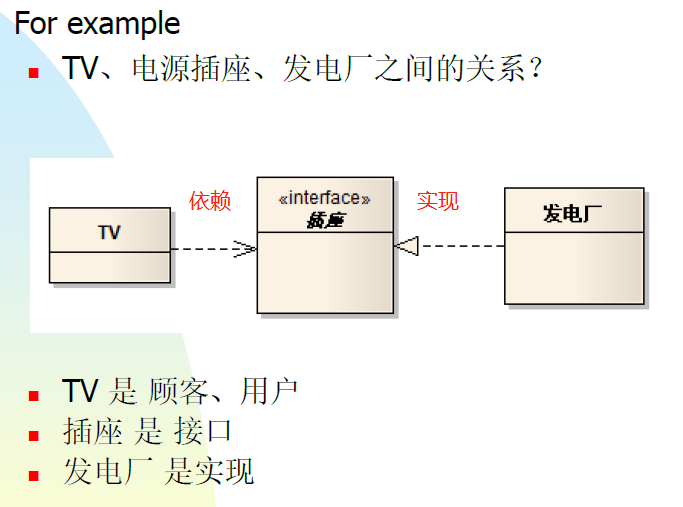 For example
TV、电源插座、发电厂之间的关系？
依赖
«interface»
实现
插座
发电厂
TV
TV 是 顾客、用户
插座 是 接口
发电厂 是实现